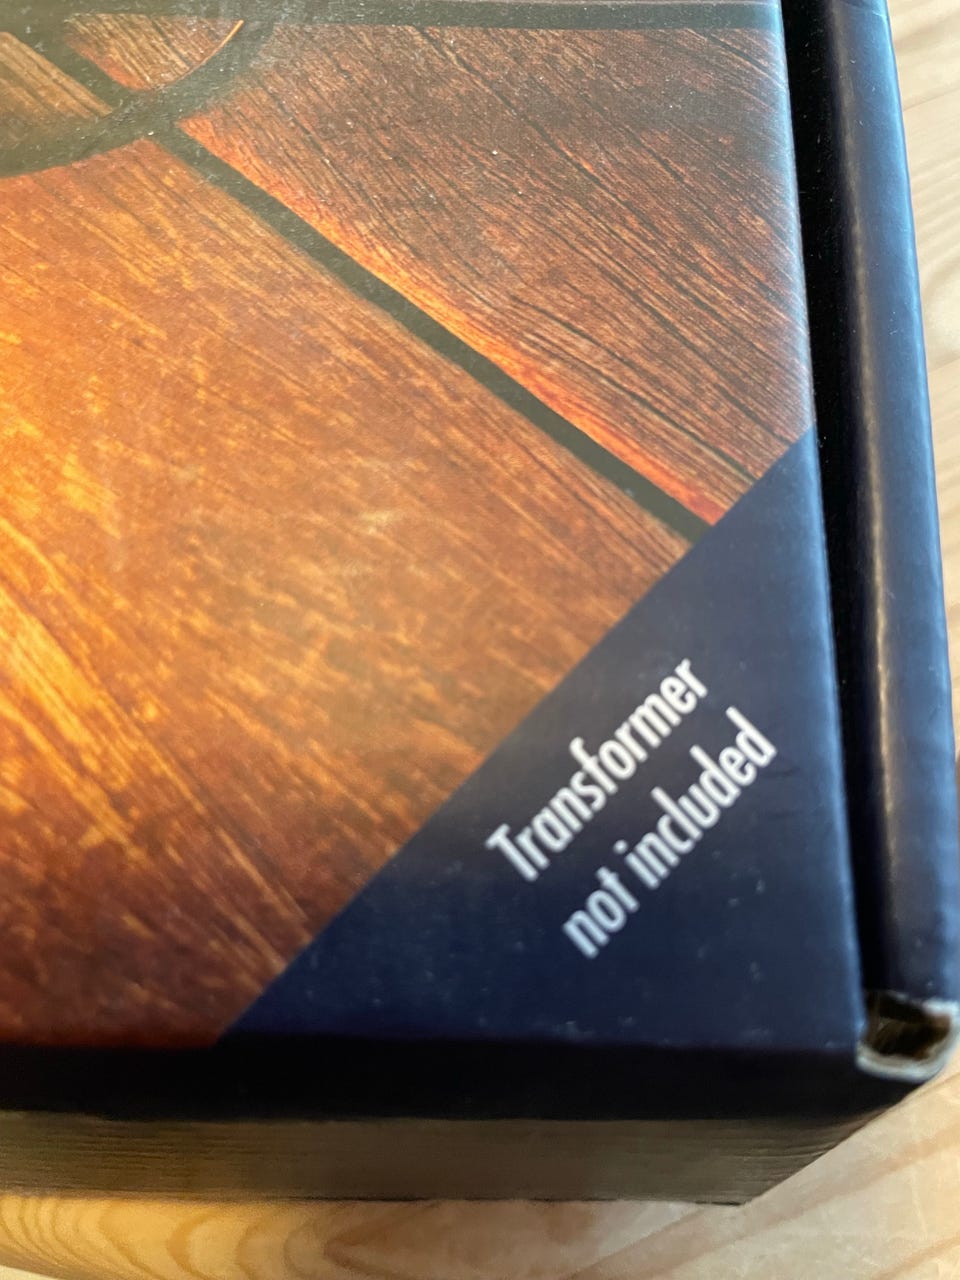 Transformer
not included